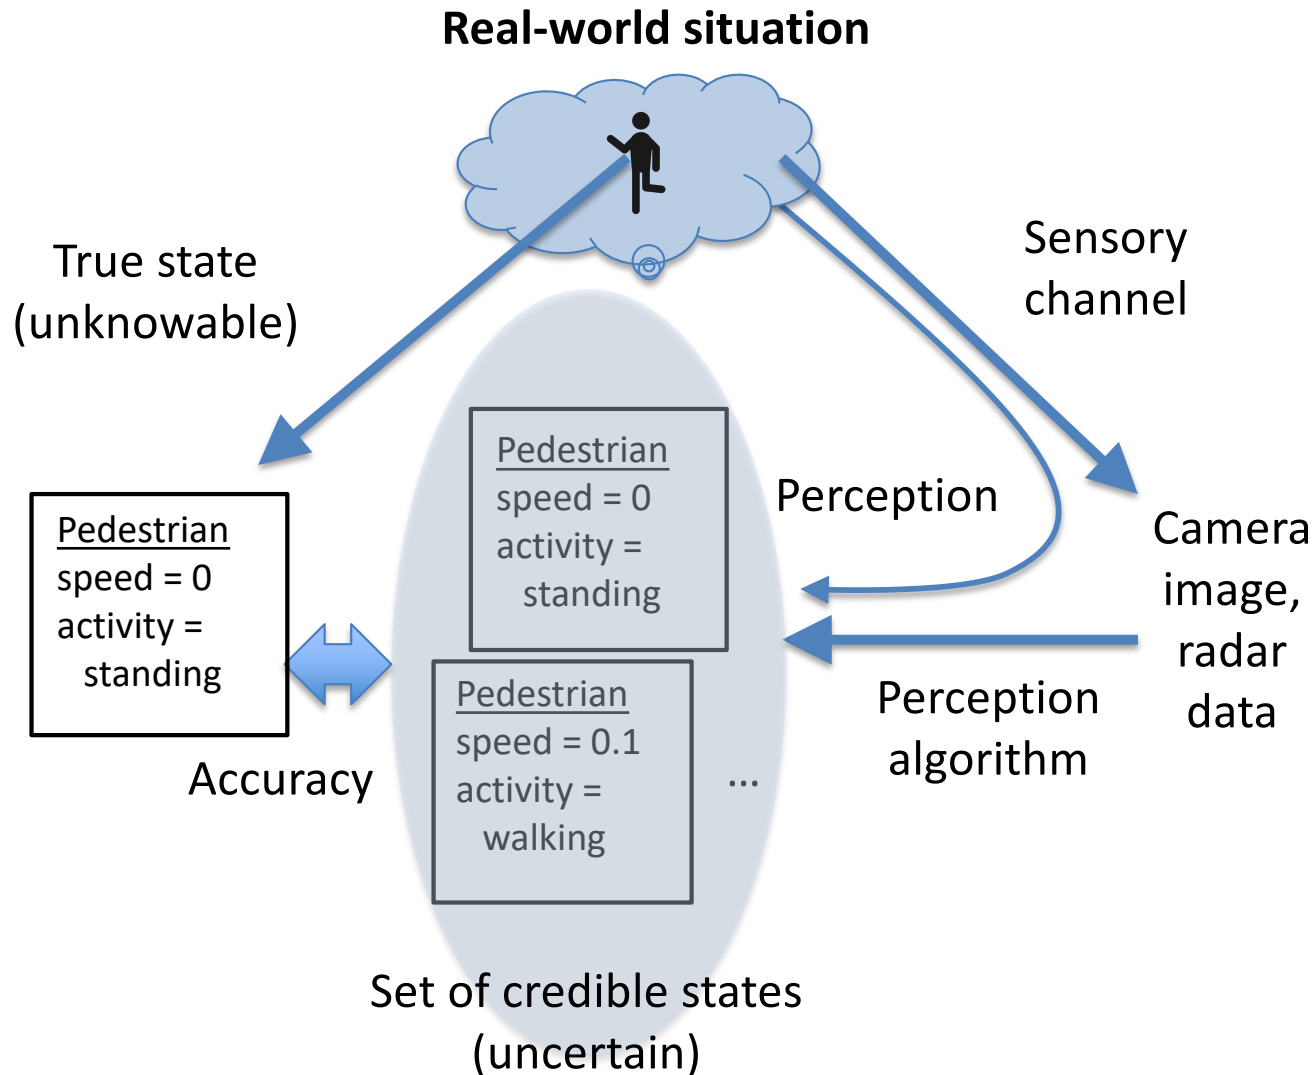 Real-world situation
True state
(unknowable)
Sensory
channel
Pedestrian
speed = 0
activity =
standing
Accuracy
Pedestrian
speed = 0
activity =
standing
Pedestrian
speed = 0.1
activity =
walking
...
Set of credible states
(uncertain)
Perception
Perception
algorithm
Camera
image,
radar
data